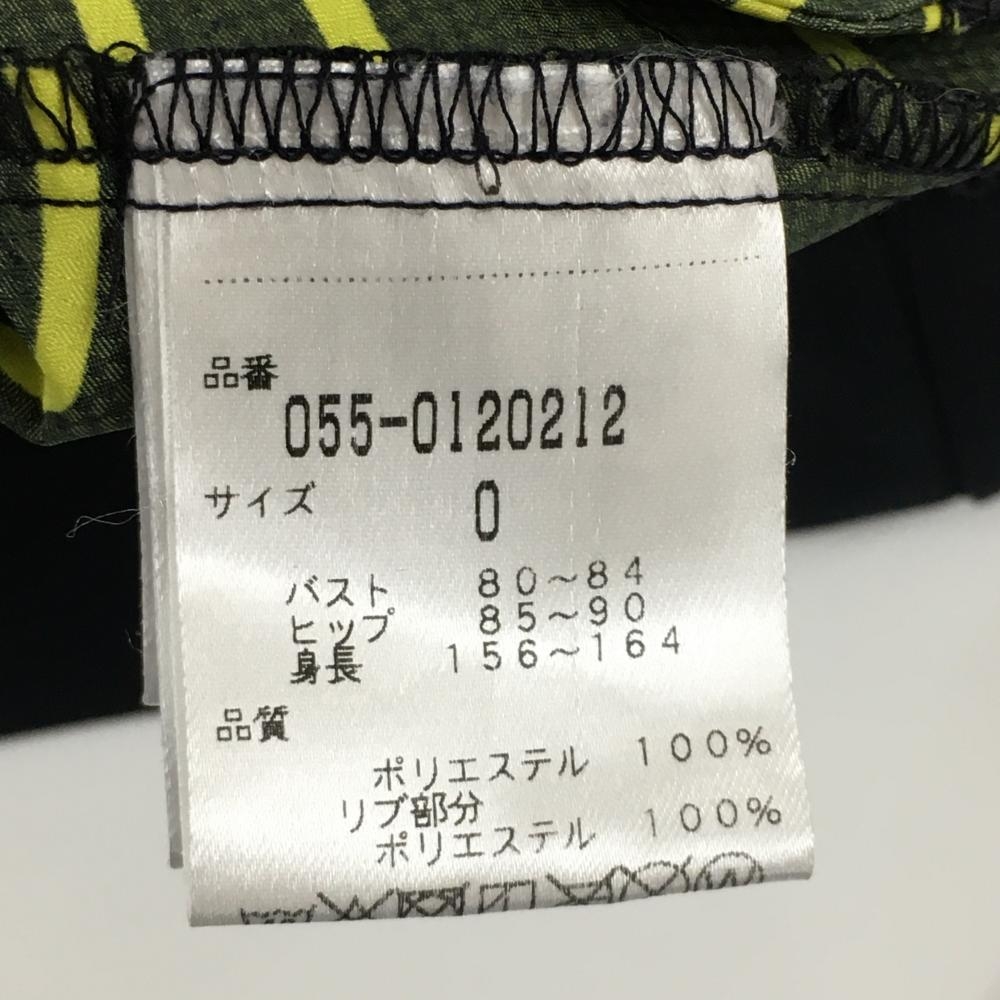 品番
055-0120212
サイズ 0
バスト 80~84
ヒップ 85~90
身長 156~164
品質
ポリエステル 100%
リブ部分
ポリエステル 100%